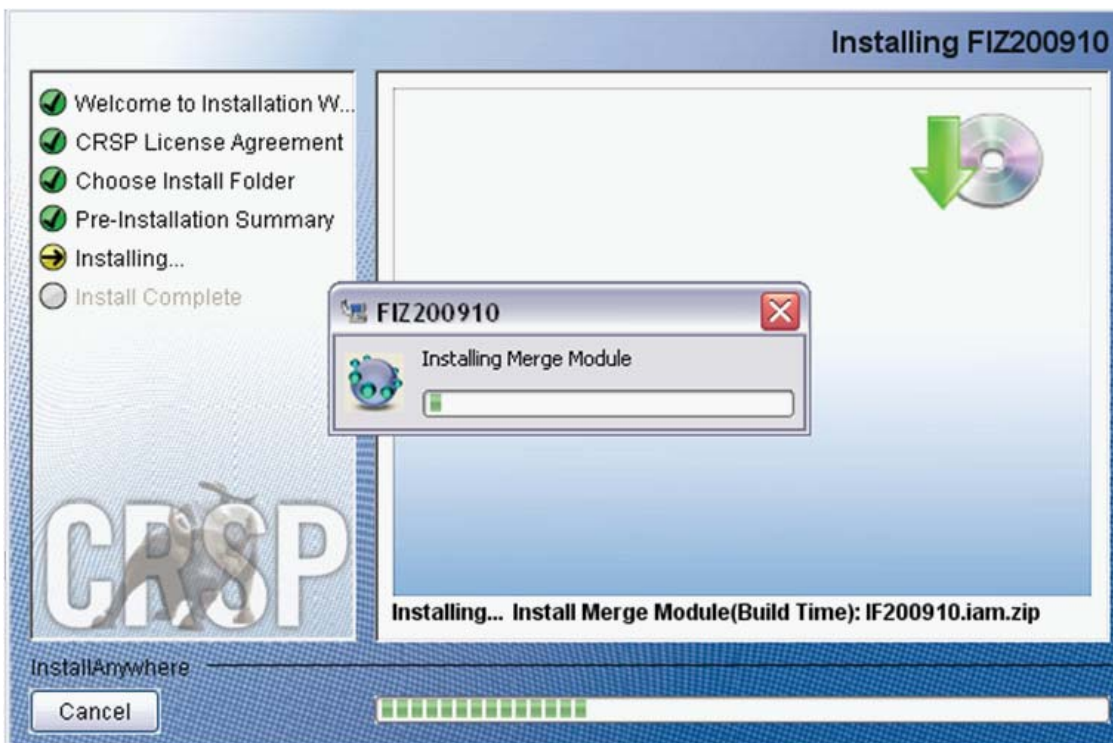 Installing FIZ200910
Welcome to Installation W...
CRSP License Agreement
Choose Install Folder
Pre-Installation Summary
Installing...
Install Complete
FIZ200910
Installing Merge Module
CRSP
Installing... Install Merge Module(Build Time): IF200910.iam.zip
InstallAnywhere
Cancel